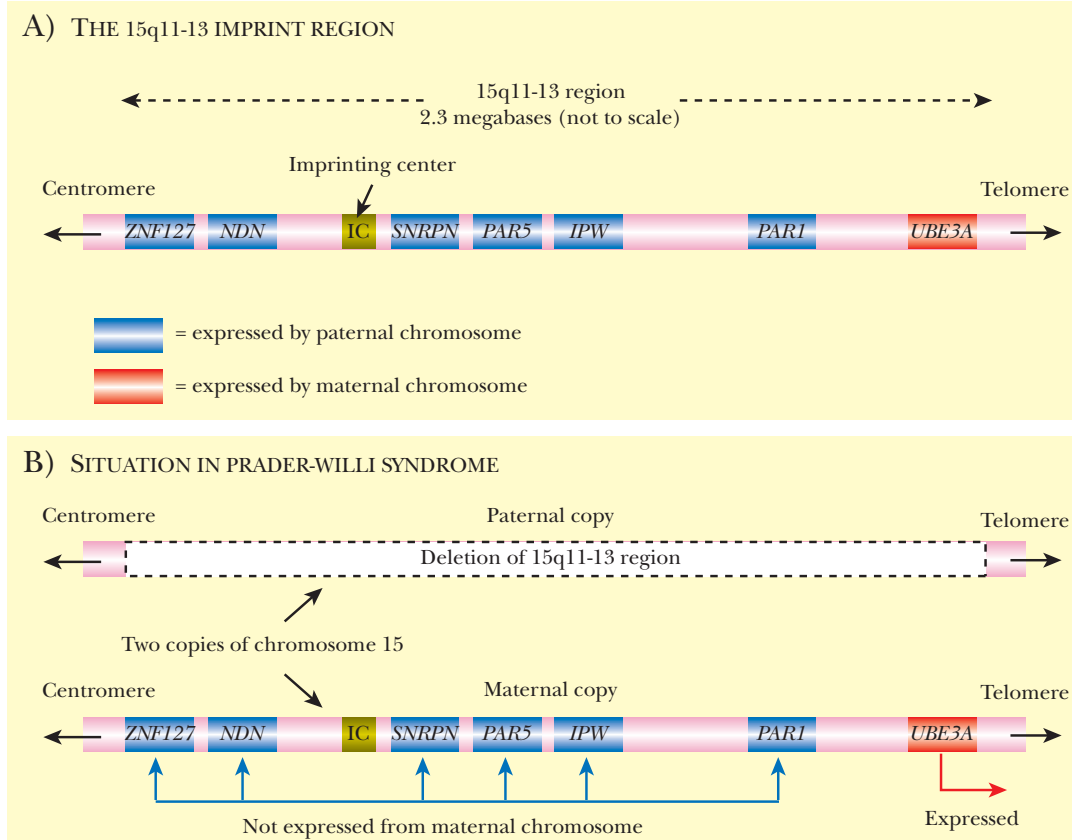 A) THE 15q11-13 IMPRINT REGION
15q11-13 region
2.3 megabases (not to scale)
Imprinting center
Centromere
Telomere
ZNF127 NDN IC SNRPN PAR5 IPW PAR1 UBE3A
= expressed by paternal chromosome
= expressed by maternal chromosome
B) SITUATION IN PRADER-WILLI SYNDROME
Centromere
Paternal copy
Telomere
Deletion of 15q11-13 region
Two copies of chromosome 15
Centromere
Maternal copy
Telomere
ZNF127 NDN IC SNRPN PAR5 IPW PAR1 UBE3A
Not expressed from maternal chromosome
Expressed